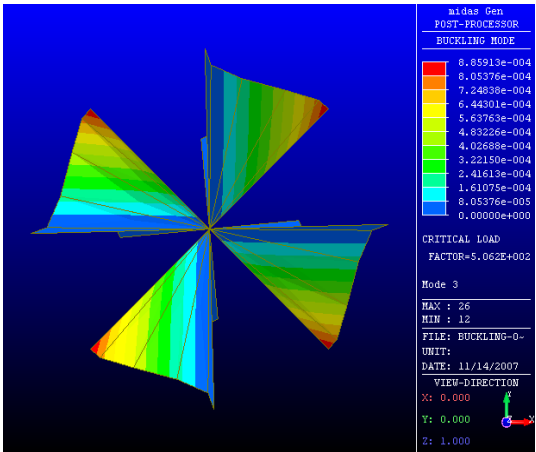 midas Gen
POST-PROCESSOR
BUCKLING MODE
8.85913e-004
8.05376e-004
7.24838e-004
6.44301e-004
5.63763e-004
4.83226e-004
4.02688e-004
3.22150e-004
2.41613e-004
1.61075e-004
8.05376e-005
0.00000e+000
CRITICAL LOAD
FACTOR=5.062E+002
Mode 3
MAX : 26
MIN : 12
FILE: BUCKLING-0~
UNIT:
DATE: 11/14/2007
VIEW-DIRECTION
X: 0.000
Y: 0.000
Z: 1.000
Y
Z
X